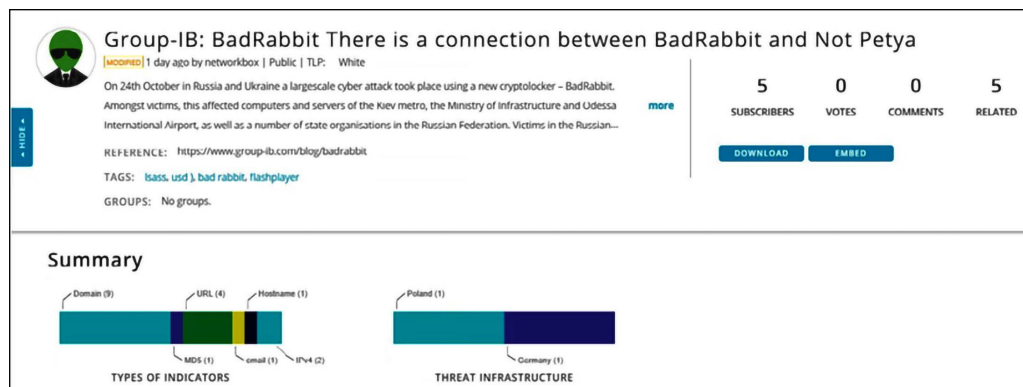 Group-IB: BadRabbit There is a connection between BadRabbit and Not Petya
MODIFIED 1 day ago by networkbox | Public | TLP: White
On 24th October in Russia and Ukraine a largescale cyber attack took place using a new cryptolocker – BadRabbit.
Amongst victims, this affected computers and servers of the Kiev metro, the Ministry of Infrastructure and Odessa
International Airport, as well as a number of state organisations in the Russian Federation. Victims in the Russian...
more
REFERENCE: https://www.group-ib.com/blog/badrabbit
TAGS: lsass, usd ), bad rabbit, flashplayer
GROUPS: No groups.
5 0 0 5
SUBSCRIBERS VOTES COMMENTS RELATED
DOWNLOAD EMBED
HIDE
Summary
Domain (9) URL (4) Hostname (1)
MD5 (1) email (1) IPv4 (2)
TYPES OF INDICATORS
Poland (1)
Germany (1)
THREAT INFRASTRUCTURE